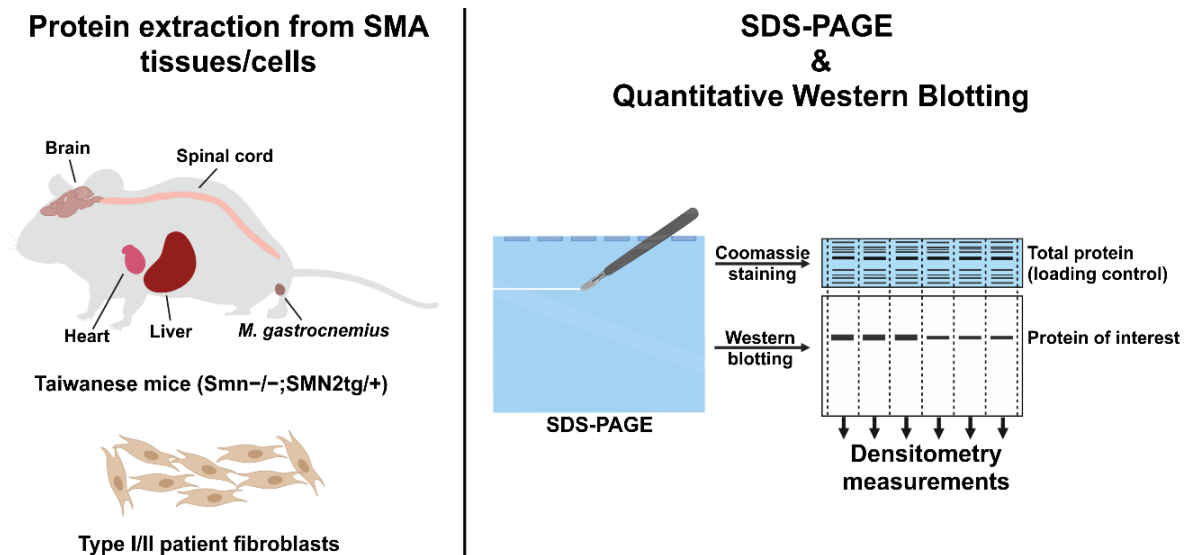 Protein extraction from SMA
tissues/cells
Brain
Spinal cord
Heart
Liver
M. gastrocnemius
Taiwanese mice (Smn−/−;SMN2tg/+)
Type I/II patient fibroblasts
SDS-PAGE
&
Quantitative Western Blotting
Coomassie
staining
Total protein
(loading control)
Western
blotting
Protein of interest
SDS-PAGE
Densitometry
measurements